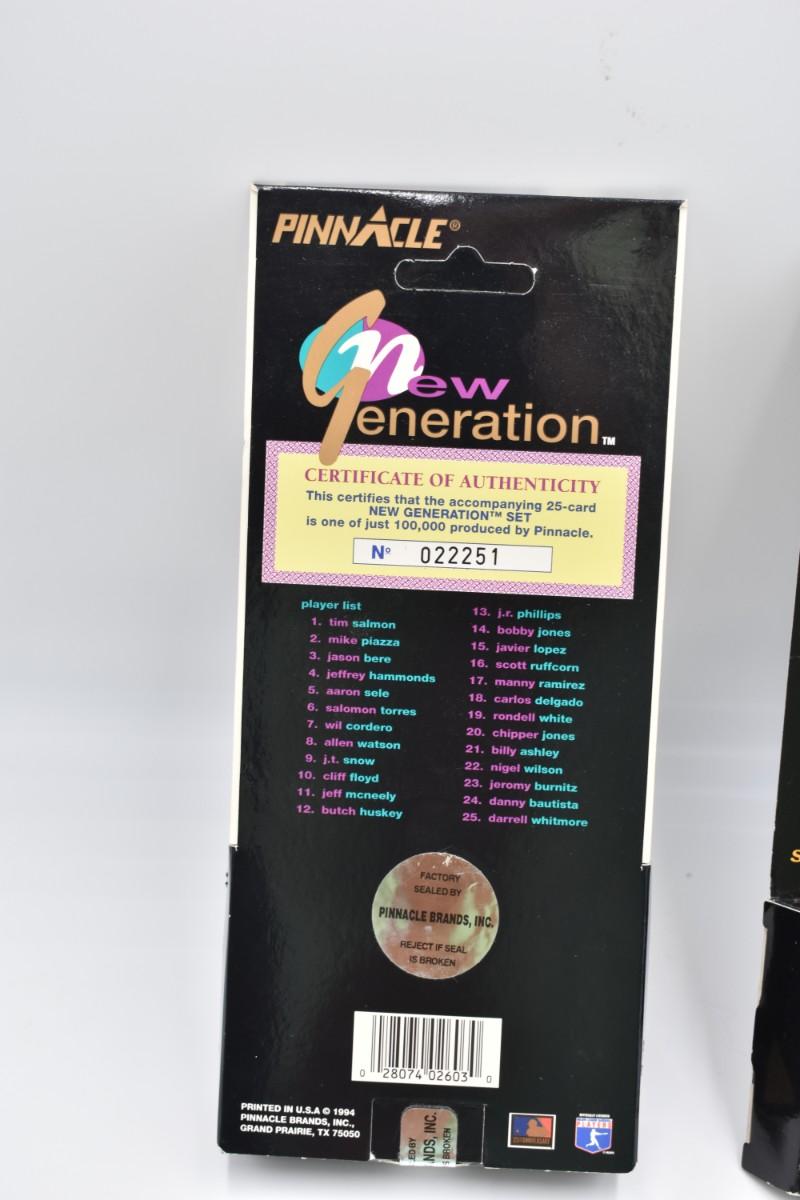 PINNACLE®
New
Generation™
CERTIFICATE OF AUTHENTICITY
This certifies that the accompanying 25-card
NEW GENERATION™ SET
is one of just 100,000 produced by Pinnacle.
Nº 022251
player list
1. tim salmon
2. mike piazza
3. jason bere
4. jeffrey hammonds
5. aaron sele
6. salomon torres
7. wil cordero
8. allen watson
9. j.t. snow
10. cliff floyd
11. jeff mcneely
12. butch huskey
13. j.r. phillips
14. bobby jones
15. javier lopez
16. scott ruffcorn
17. manny ramirez
18. carlos delgado
19. rondell white
20. chipper jones
21. billy ashley
22. nigel wilson
23. jeromy burnitz
24. danny bautista
25. darrell whitmore
FACTORY
SEALED BY
PINNACLE BRANDS, INC.
REJECT IF SEAL
IS BROKEN
0 28074 02603 0
PRINTED IN U.S.A © 1994
PINNACLE BRANDS, INC.,
GRAND PRAIRIE, TX 75050
ED BY
NDS, INC.
S BROKEN